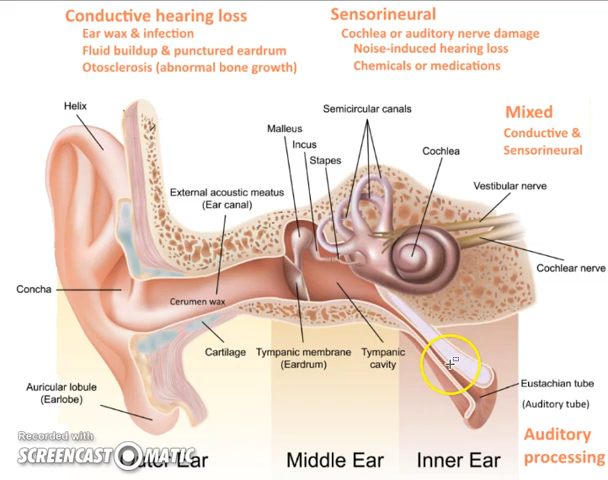 Conductive hearing loss
Ear wax & infection
Fluid buildup & punctured eardrum
Otosclerosis (abnormal bone growth)
Sensorineural
Cochlea or auditory nerve damage
Noise-induced hearing loss
Chemicals or medications
Mixed
Conductive &
Sensorineural
Helix
Semicircular canals
Malleus
Incus
Stapes
Cochlea
Vestibular nerve
External acoustic meatus
(Ear canal)
Cochlear nerve
Concha
Cerumen wax
Cartilage
Tympanic membrane
(Eardrum)
Tympanic
cavity
Auricular lobule
(Earlobe)
Eustachian tube
(Auditory tube)
Auditory
processing
Recorded with
SCREENCAST MATIC
Outer Ear
Middle Ear
Inner Ear